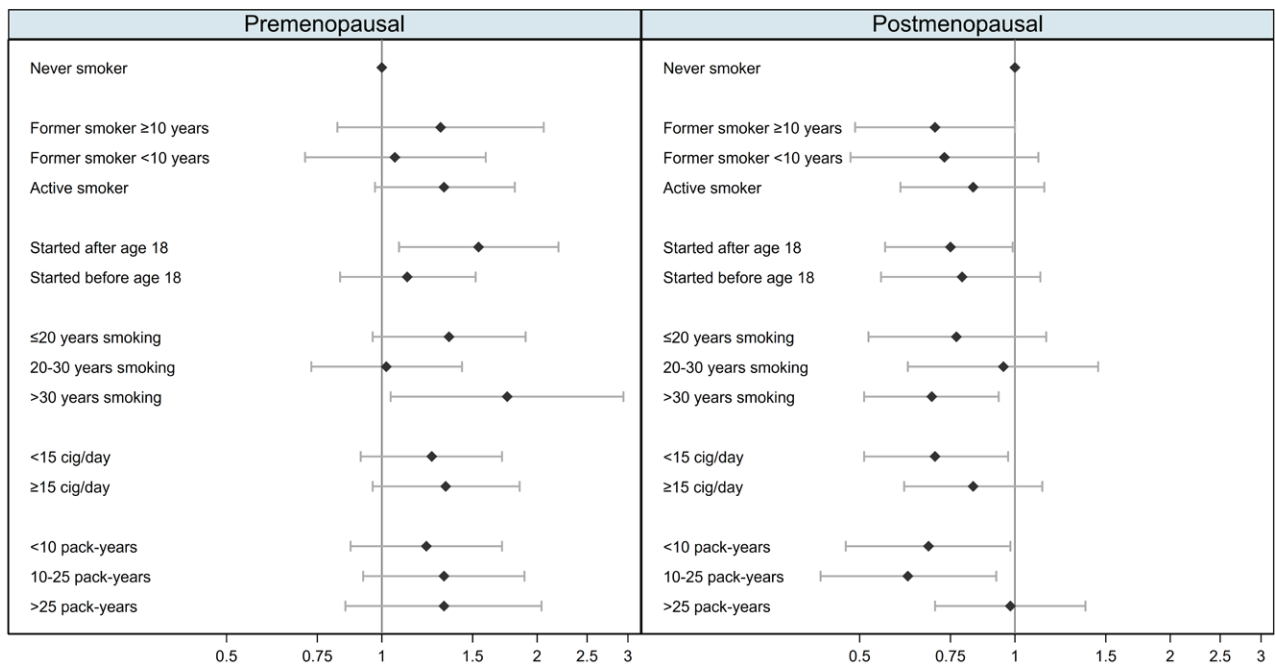 Premenopausal
Never smoker
Former smoker ≥10 years
Former smoker <10 years
Active smoker
Started after age 18
Started before age 18
≤20 years smoking
20-30 years smoking
>30 years smoking
<15 cig/day
≥15 cig/day
<10 pack-years
10-25 pack-years
>25 pack-years
0.5 0.75 1 1.5 2 2.5 3
Postmenopausal
Never smoker
Former smoker ≥10 years
Former smoker <10 years
Active smoker
Started after age 18
Started before age 18
≤20 years smoking
20-30 years smoking
>30 years smoking
<15 cig/day
≥15 cig/day
<10 pack-years
10-25 pack-years
>25 pack-years
0.5 0.75 1 1.5 2 2.5 3